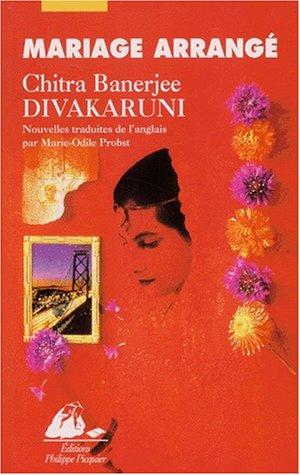 MARIAGE ARRANGÉ
Chitra Banerjee
DIVAKARUNI
Nouvelles traduites de l'anglais
par Marie-Odile Probst
Éditions
Philippe Picquier